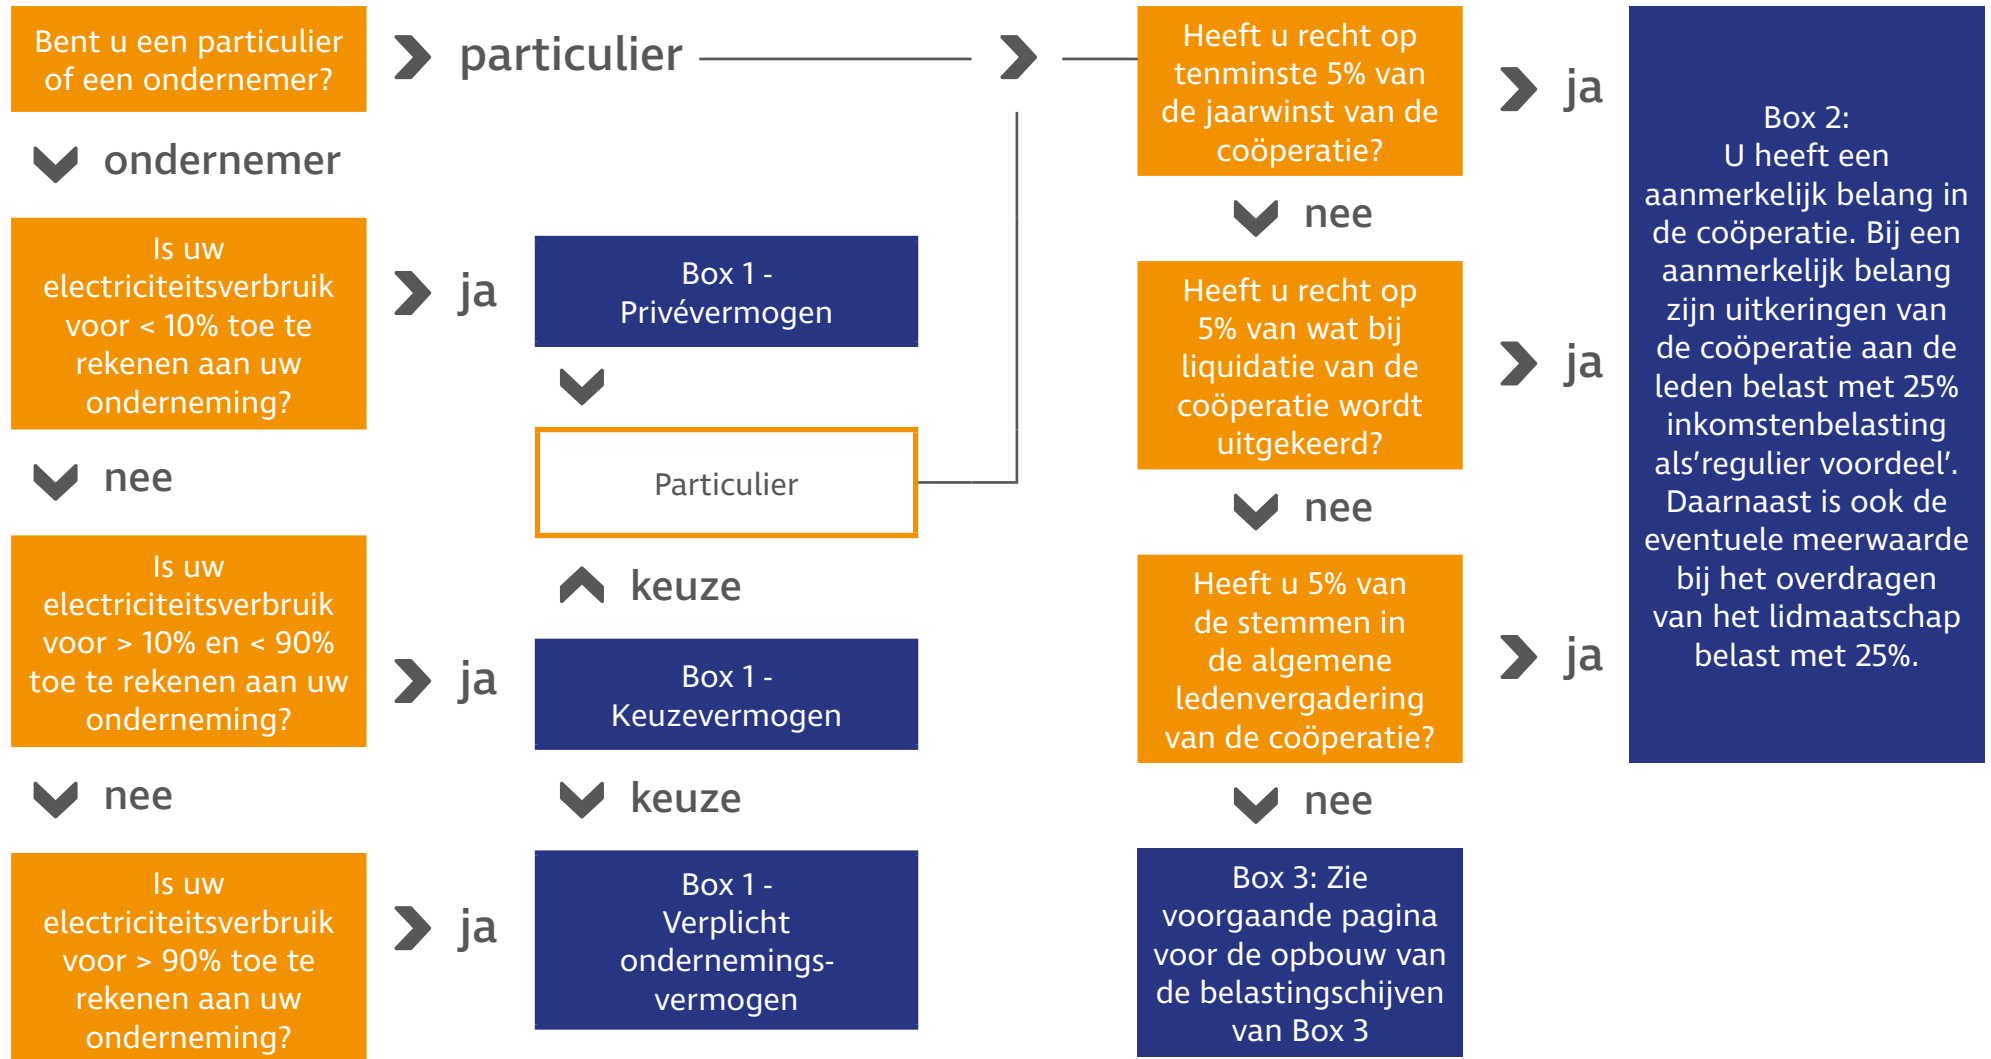 Bent u een particulier
of een ondernemer?
particulier
ondernemer
Is uw
electriciteitsverbruik
voor < 10% toe te
rekenen aan uw
onderneming?
ja
Box 1 -
Privévermogen
nee
Particulier
Is uw
electriciteitsverbruik
voor > 10% en < 90%
toe te rekenen aan uw
onderneming?
ja
keuze
Box 1 -
Keuzevermogen
keuze
nee
Is uw
electriciteitsverbruik
voor > 90% toe te
rekenen aan uw
onderneming?
ja
Box 1 -
Verplicht
ondernemings-
vermogen
Heeft u recht op
tenminste 5% van
de jaarwinst van de
coöperatie?
ja
nee
Heeft u recht op
5% van wat bij
liquidatie van de
coöperatie wordt
uitgekeerd?
ja
nee
Heeft u 5% van
de stemmen in
de algemene
ledenvergadering
van de coöperatie?
ja
nee
Box 3: Zie
voorgaande pagina
voor de opbouw van
de belastingschijven
van Box 3
Box 2:
U heeft een
aanmerkelijk belang in
de coöperatie. Bij een
aanmerkelijk belang
zijn uitkeringen van
de coöperatie aan de
leden belast met 25%
inkomstenbelasting
als'regulier voordeel'.
Daarnaast is ook de
eventuele meerwaarde
bij het overdragen
van het lidmaatschap
belast met 25%.